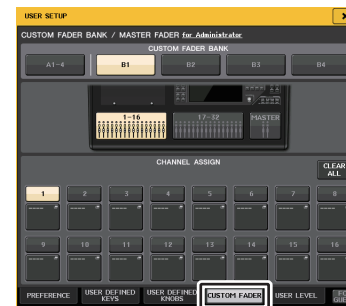 USER SETUP
CUSTOM FADER BANK / MASTER FADER for Administrator
CUSTOM FADER BANK
A1-4 B1 B2 B3 B4
1-16 17-32 MASTER
CHANNEL ASSIGN
CLEAR ALL
1 2 3 4 5 6 7 8
---- ---- ---- ---- ---- ---- ---- ----
9 10 11 12 13 14 15 16
---- ---- ---- ---- ---- ---- ---- ----
PREFERENCE USER DEFINED KEYS USER DEFINED KNOBS CUSTOM FADER USER LEVEL